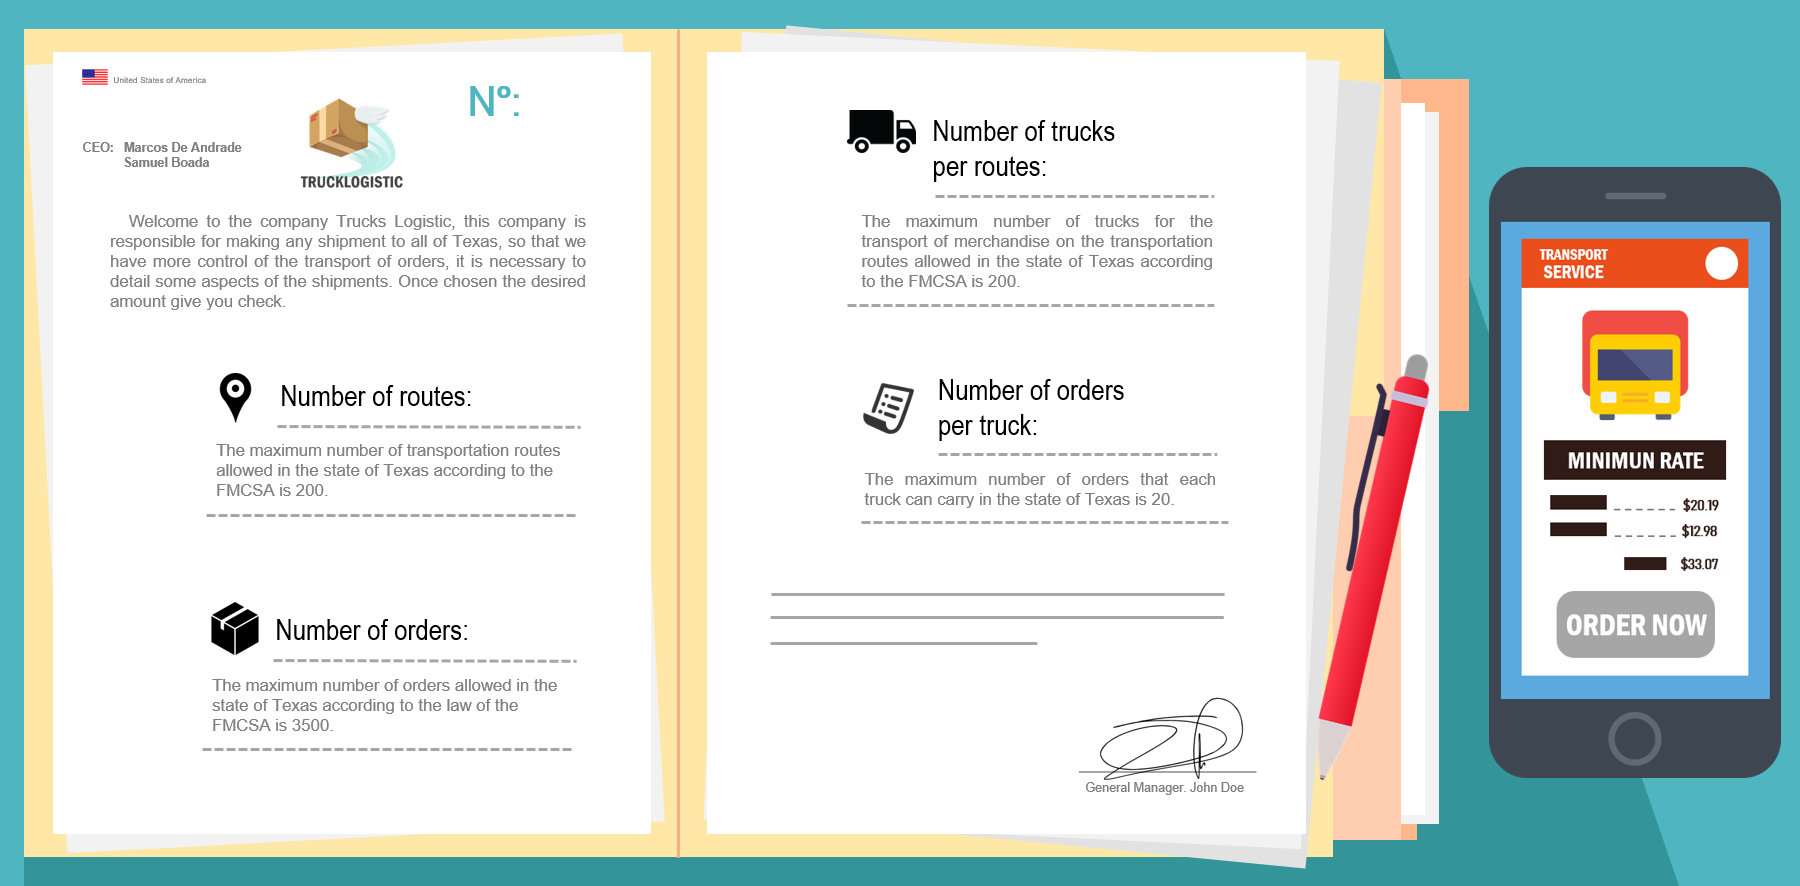 United States of America
Nº:
CEO: Marcos De Andrade
Samuel Boada
TRUCKLOGISTIC
Welcome to the company Trucks Logistic, this company is
responsible for making any shipment to all of Texas, so that we
have more control of the transport of orders, it is necessary to
detail some aspects of the shipments. Once chosen the desired
amount give you check.
Number of routes:
The maximum number of transportation routes
allowed in the state of Texas according to the
FMCSA is 200.
Number of orders:
The maximum number of orders allowed in the
state of Texas according to the law of the
FMCSA is 3500.
Number of trucks
per routes:
The maximum number of trucks for the
transport of merchandise on the transportation
routes allowed in the state of Texas according
to the FMCSA is 200.
Number of orders
per truck:
The maximum number of orders that each
truck can carry in the state of Texas is 20.
General Manager. John Doe
TRANSPORT
SERVICE
MINIMUN RATE
$20.19
$12.98
$33.07
ORDER NOW